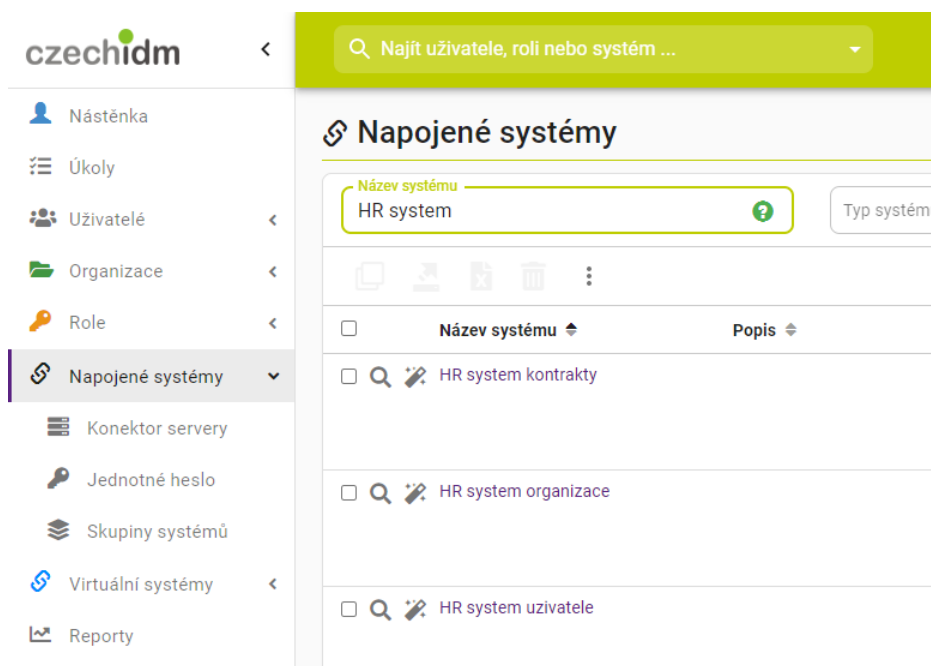 czechidm
Najít uživatele, roli nebo systém ...
Nástěnka
Úkoly
Uživatelé
Organizace
Role
Napojené systémy
Konektor servery
Jednotné heslo
Skupiny systémů
Virtuální systémy
Reporty
Napojené systémy
Název systému
HR system
Typ systém
Název systému
Popis
HR system kontrakty
HR system organizace
HR system uzivatele